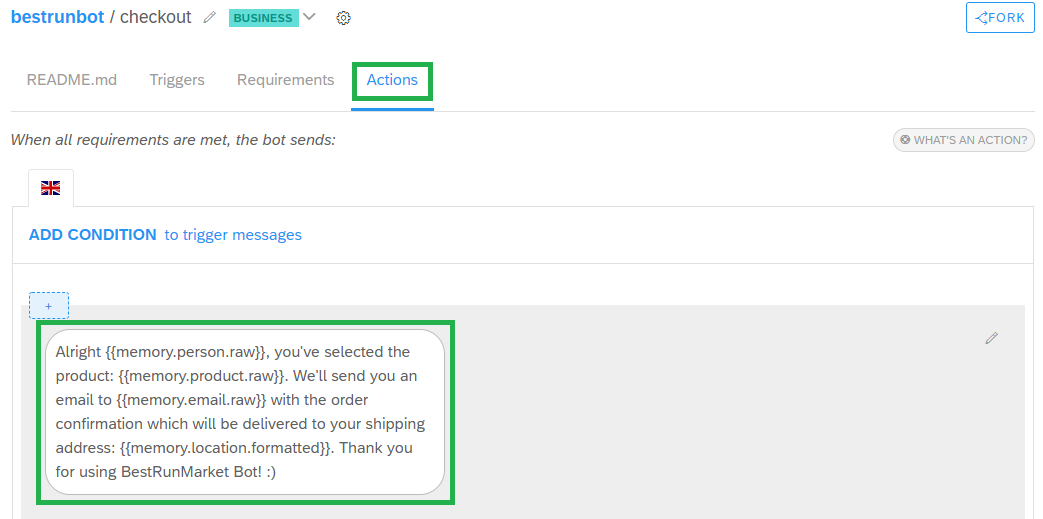 bestrunbot / checkout BUSINESS FORK
README.md Triggers Requirements Actions
When all requirements are met, the bot sends: WHAT'S AN ACTION?
ADD CONDITION to trigger messages
+
Alright {{memory.person.raw}}, you've selected the
product: {{memory.product.raw}}. We'll send you an
email to {{memory.email.raw}} with the order
confirmation which will be delivered to your shipping
address: {{memory.location.formatted}}. Thank you
for using BestRunMarket Bot! :)